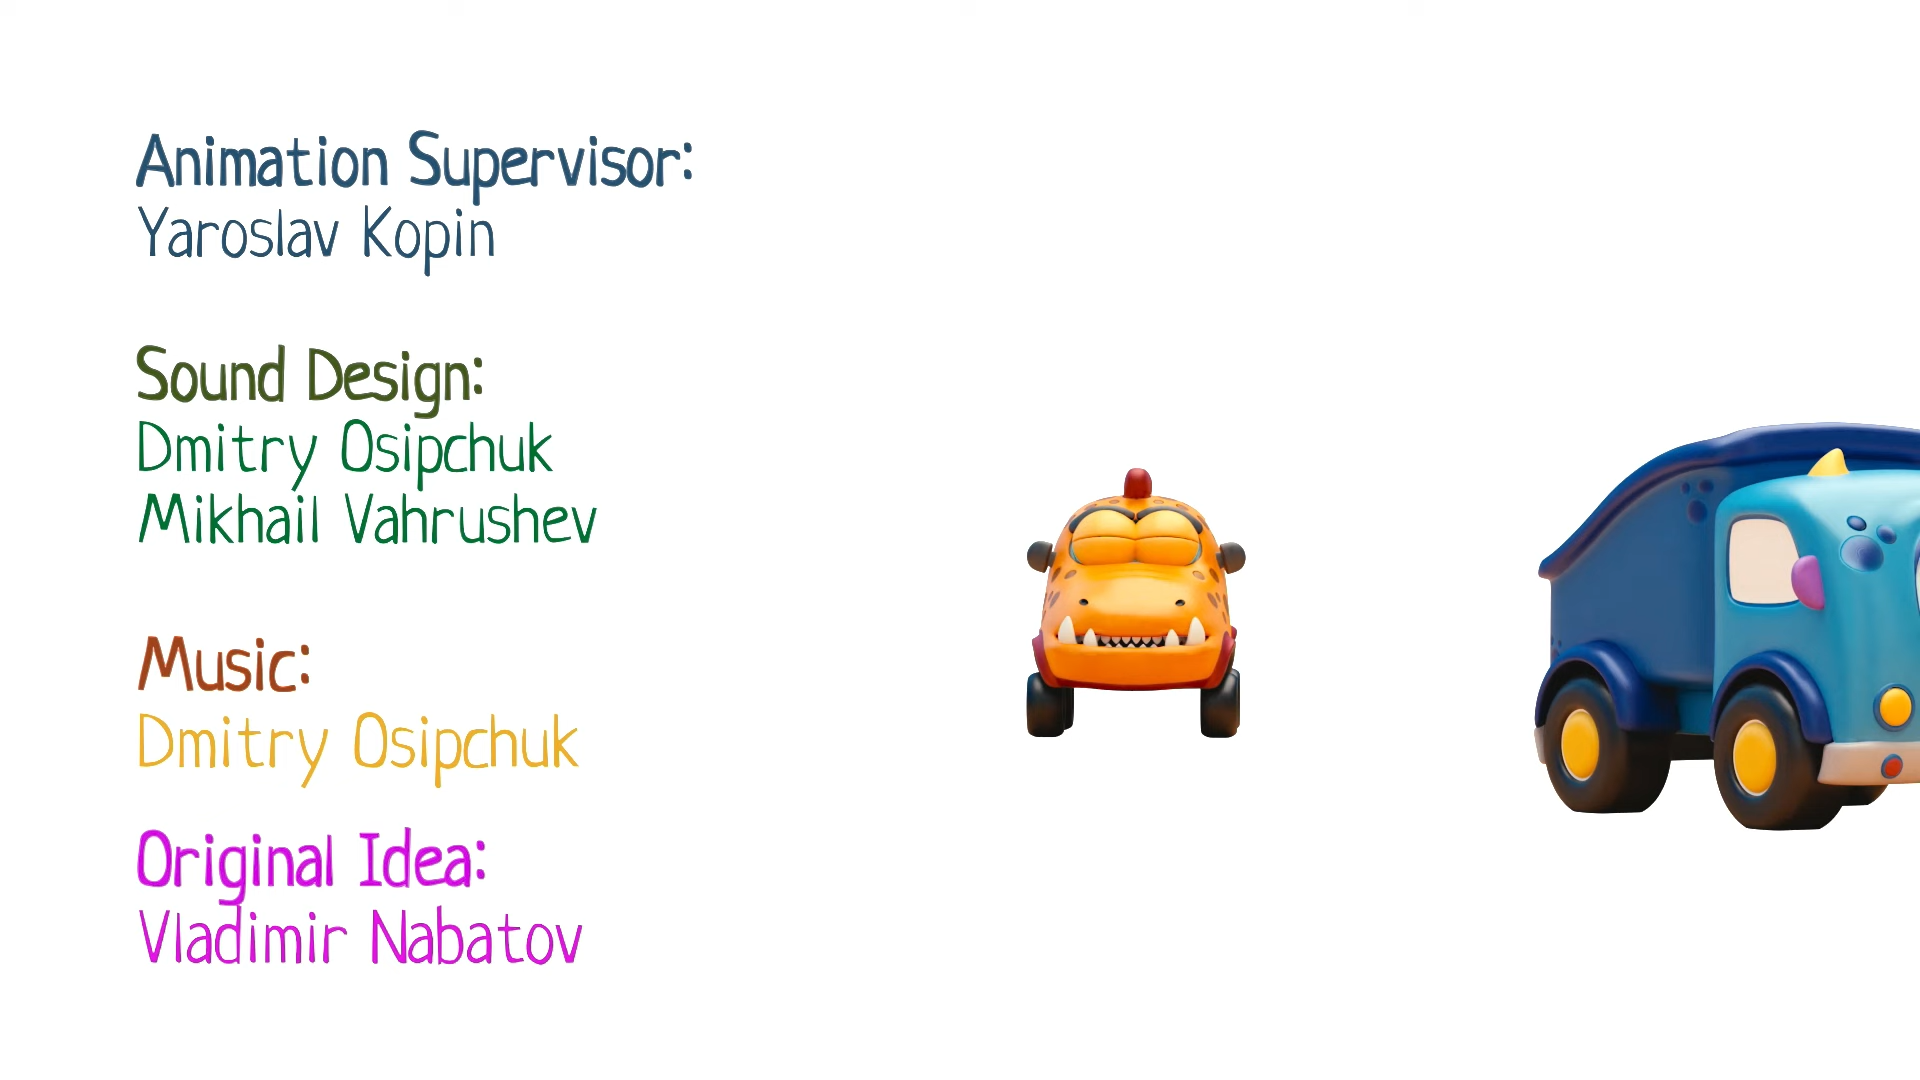 Animation Supervisor:
Yaroslav Kopin
Sound Design:
Dmitry Osipchuk
Mikhail Vahrushev
Music:
Dmitry Osipchuk
Original Idea:
Vladimir Nabatov